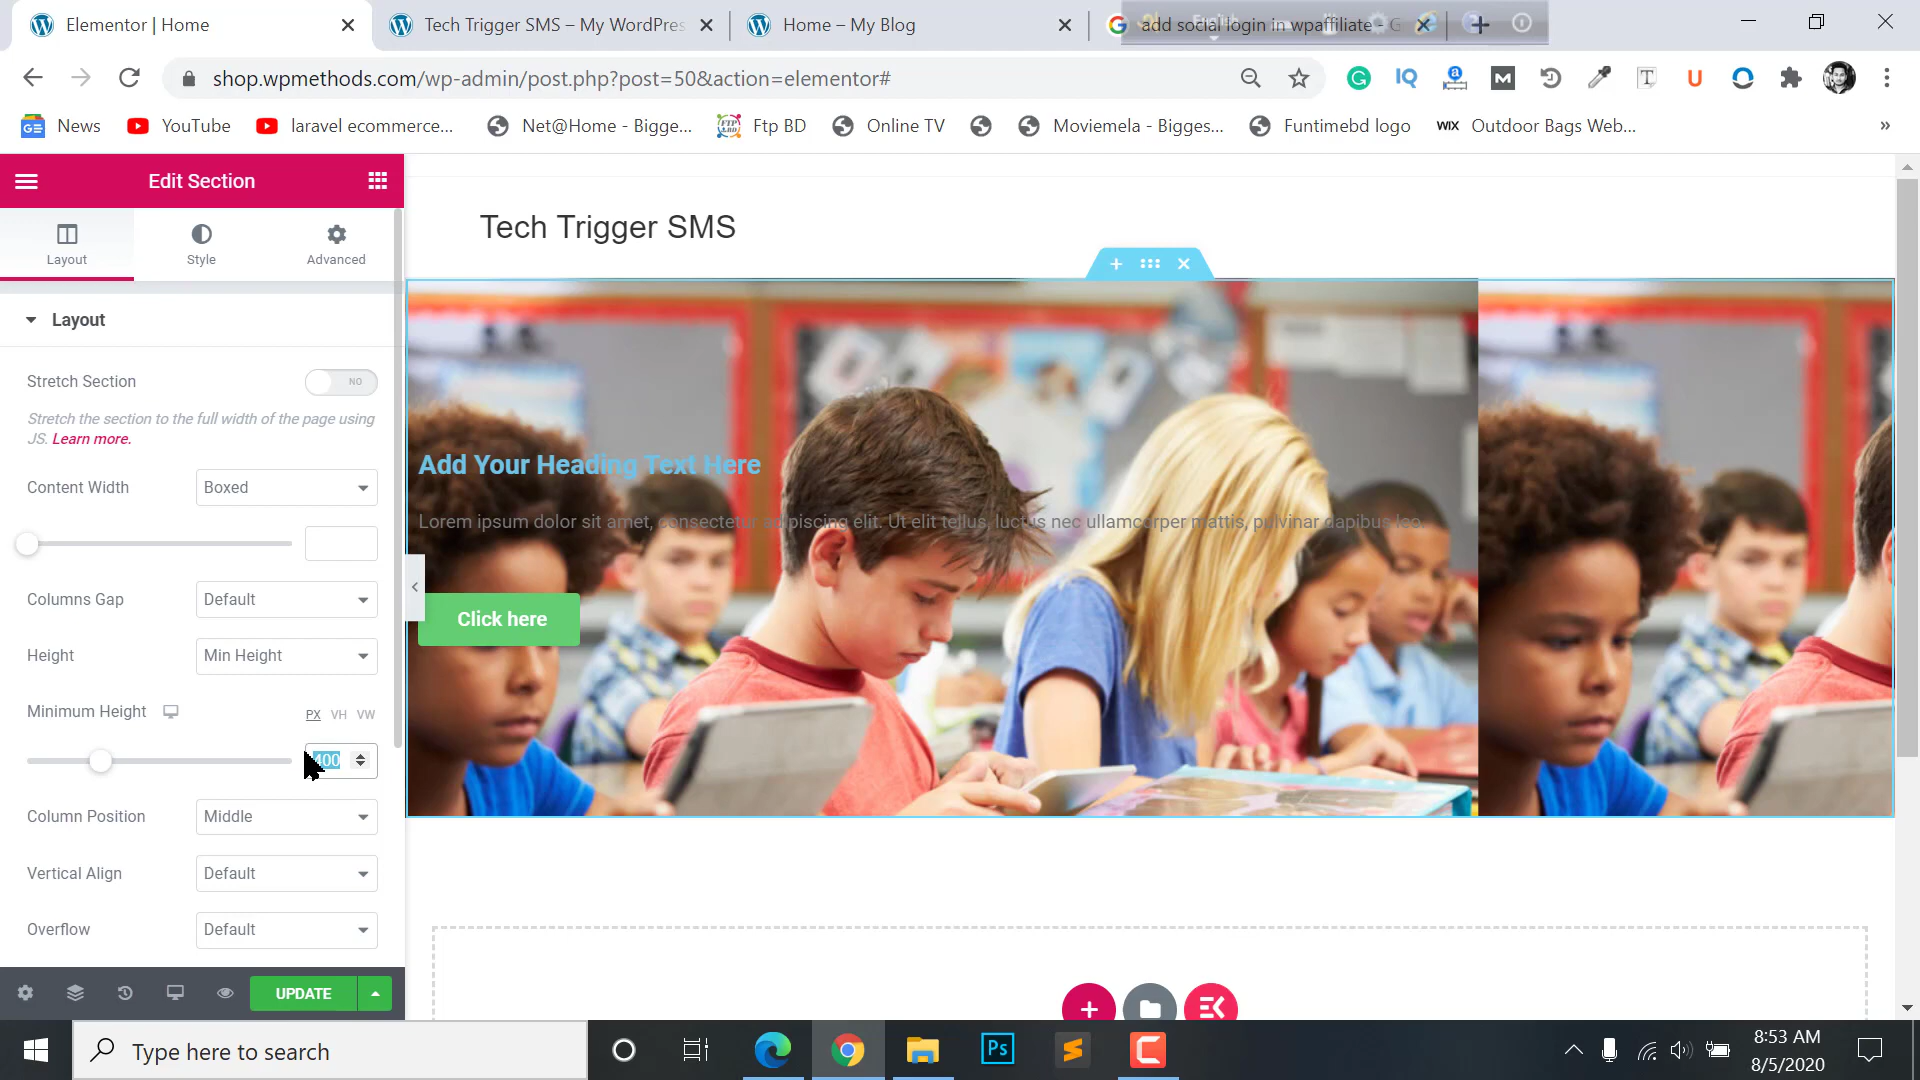 Elementor | Home
Tech Trigger SMS – My WordPres
Home – My Blog
add social login in wpaffiliate - G
shop.wpmethods.com/wp-admin/post.php?post=50&action=elementor#
News
YouTube
laravel ecommerce...
Net@Home - Bigge...
Ftp BD
Online TV
Moviemela - Bigges...
Funtimebd logo
WIX Outdoor Bags Web...
»
Edit Section
Layout
Style
Advanced
Layout
Stretch Section
NO
Stretch the section to the full width of the page using
JS. Learn more.
Content Width
Boxed
Columns Gap
Default
Height
Min Height
Minimum Height
PX VH VW
400
Column Position
Middle
Vertical Align
Default
Overflow
Default
UPDATE
Tech Trigger SMS
Add Your Heading Text Here
Lorem ipsum dolor sit amet, consectetur adipiscing elit. Ut elit tellus, luctus nec ullamcorper mattis, pulvinar dapibus leo.
Click here
Type here to search
Ps
8:53 AM
8/5/2020